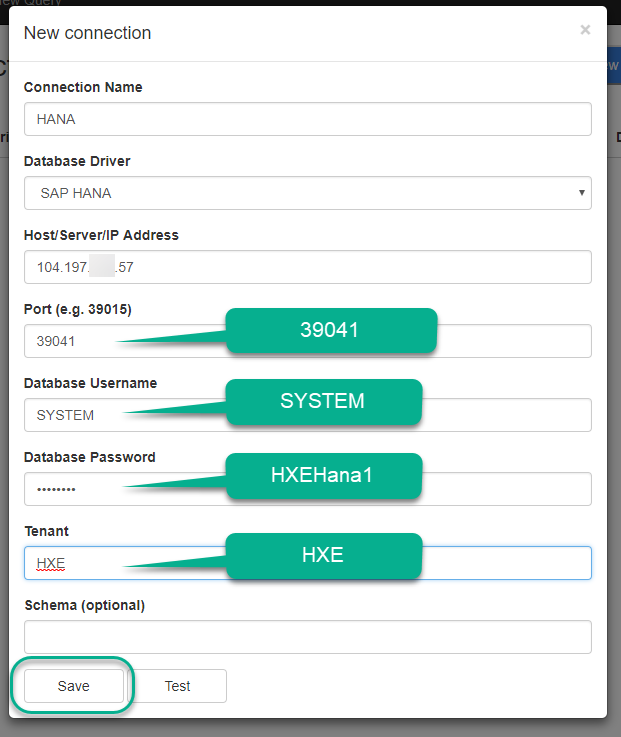 New connection
×
Connection Name
HANA
Database Driver
SAP HANA
Host/Server/IP Address
104.197. .57
Port (e.g. 39015)
39041
39041
Database Username
SYSTEM
SYSTEM
Database Password
••••••••
HXEHana1
Tenant
HXE
HXE
Schema (optional)
Save
Test